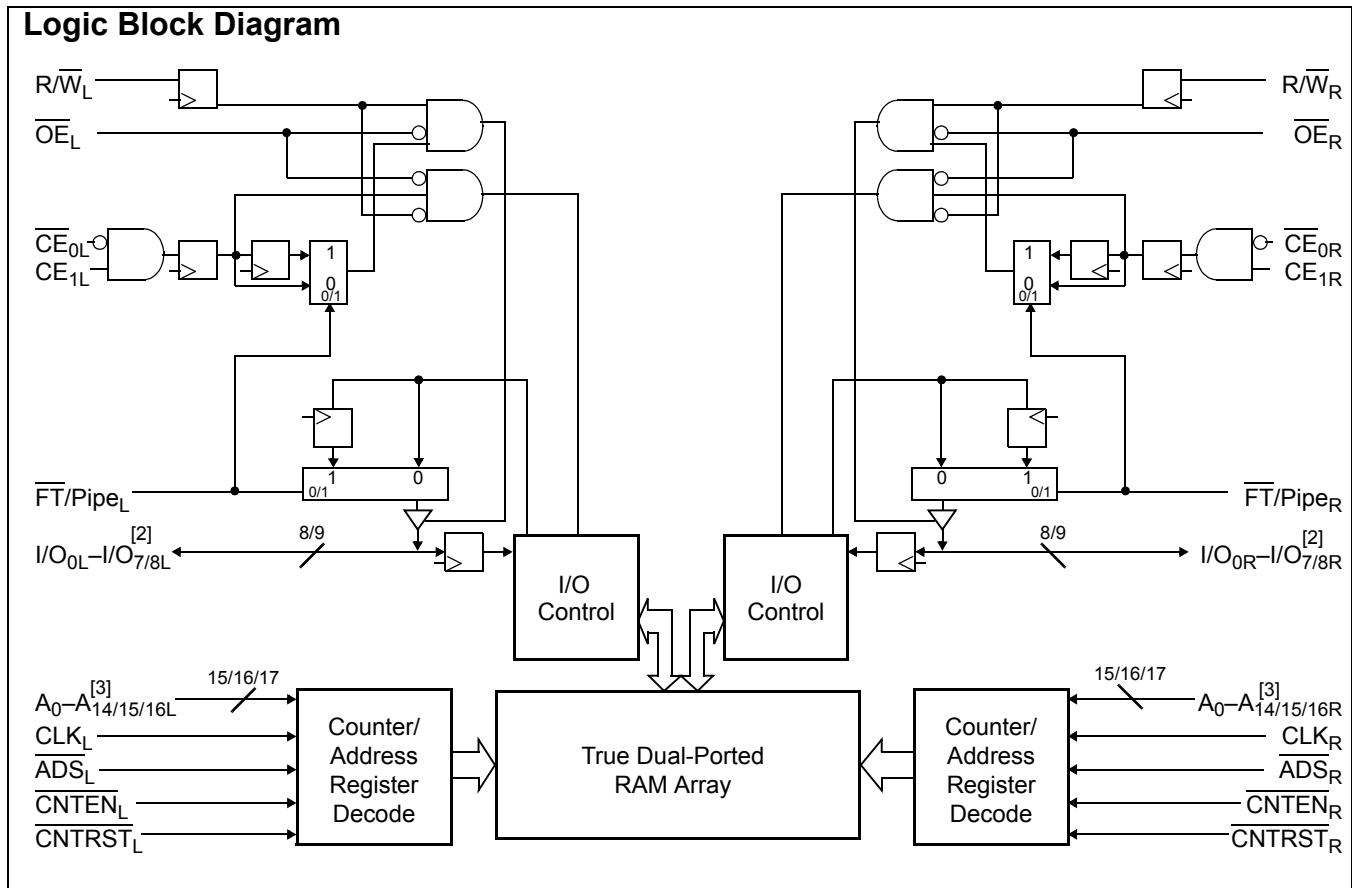 Logic Block Diagram
R/W̅L
R/W̅R
O̅E̅L
O̅E̅R
C̅E̅0L
CE1L
1
0
0/1
1
0
0/1
C̅E̅0R
CE1R
F̅T̅/PipeL
1 0
0/1
0 1
0/1
F̅T̅/PipeR
I/O0L–I/O7/8L[2]
8/9
8/9
I/O0R–I/O7/8R[2]
I/O
Control
I/O
Control
A0–A14/15/16L[3]
15/16/17
15/16/17
A0–A14/15/16R[3]
CLKL
CLKR
A̅D̅S̅L
A̅D̅S̅R
C̅N̅T̅E̅N̅L
C̅N̅T̅E̅N̅R
C̅N̅T̅R̅S̅T̅L
C̅N̅T̅R̅S̅T̅R
Counter/
Address
Register
Decode
True Dual-Ported
RAM Array
Counter/
Address
Register
Decode